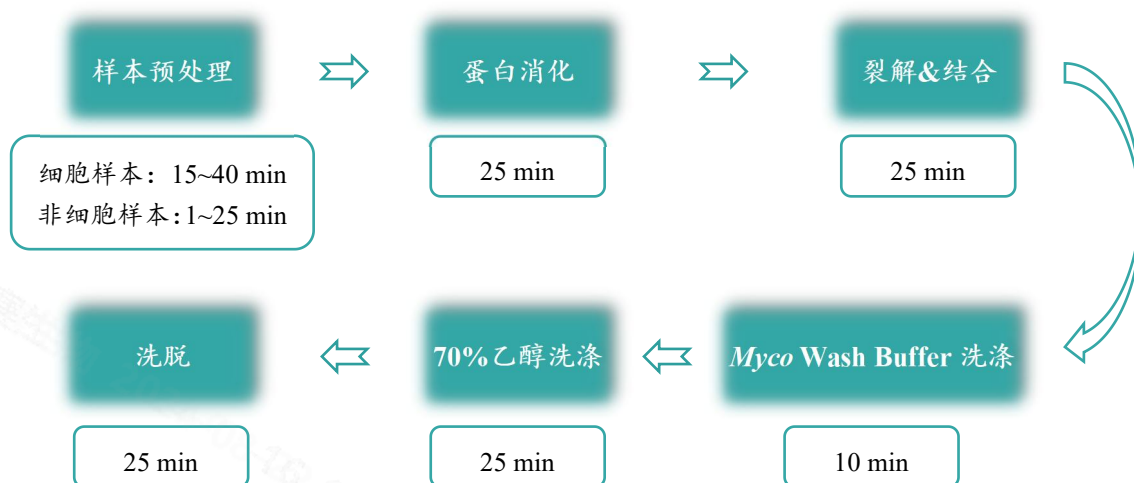 样本预处理
蛋白消化
裂解&结合
细胞样本：15~40 min
非细胞样本:1~25 min
25 min
25 min
洗脱
70%乙醇洗涤
Myco Wash Buffer 洗涤
25 min
25 min
10 min